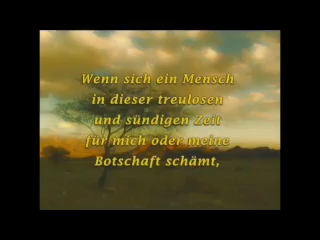 Wenn sich ein Mensch
in dieser treulosen
und sündigen Zeit
für mich oder meine
Botschaft schämt,